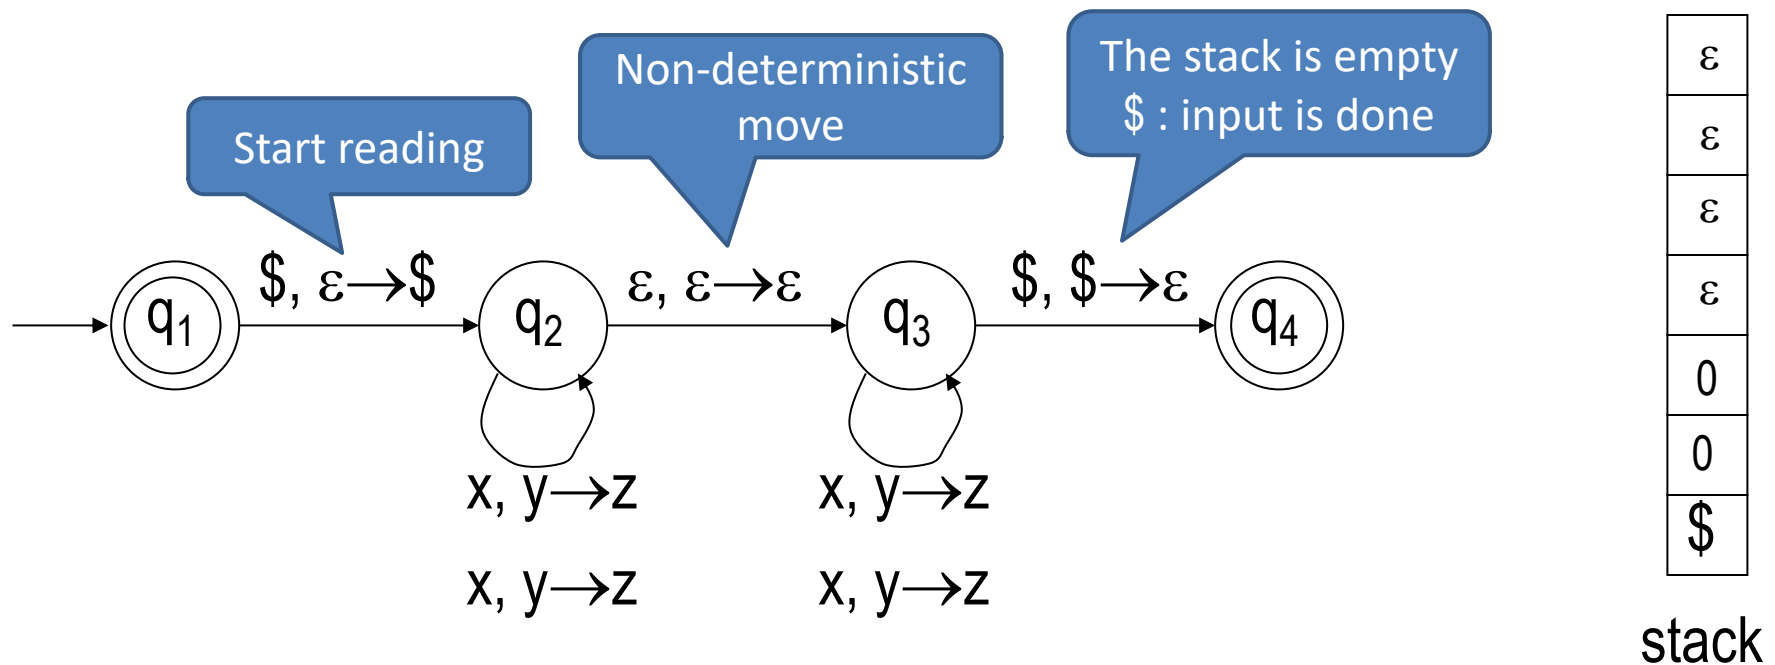 Start reading
Non-deterministic
move
The stack is empty
$ : input is done
q₁
$, ε→$
q₂
ε, ε→ε
q₃
$, $→ε
q₄
x, y→z
x, y→z
x, y→z
x, y→z
ε
ε
ε
ε
0
0
$
stack